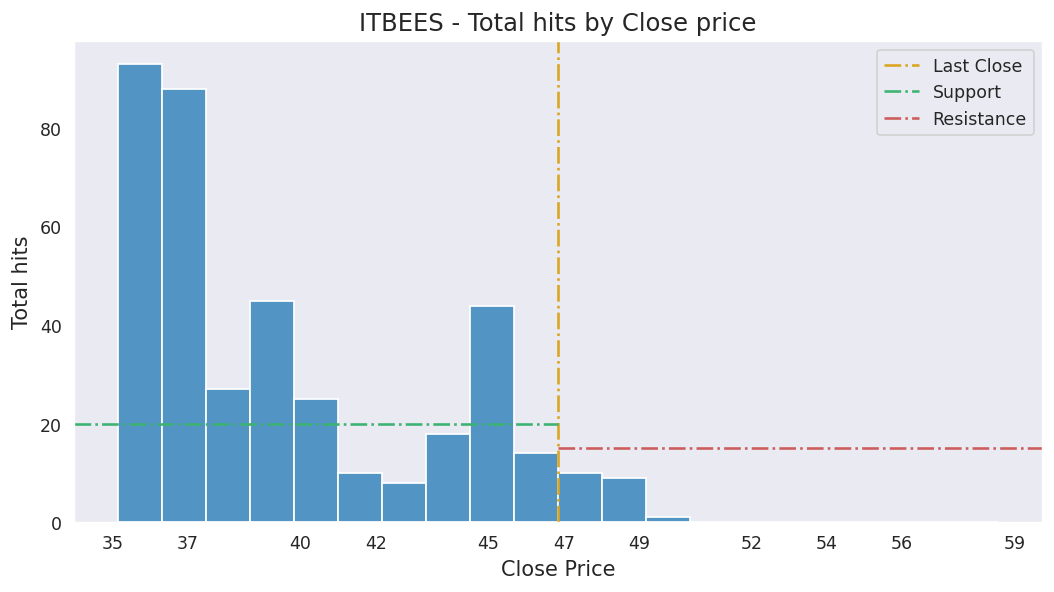 ITBEES - Total hits by Close price
Last Close
Support
Resistance
Total hits
80
60
40
20
0
35 37 40 42 45 47 49 52 54 56 59
Close Price